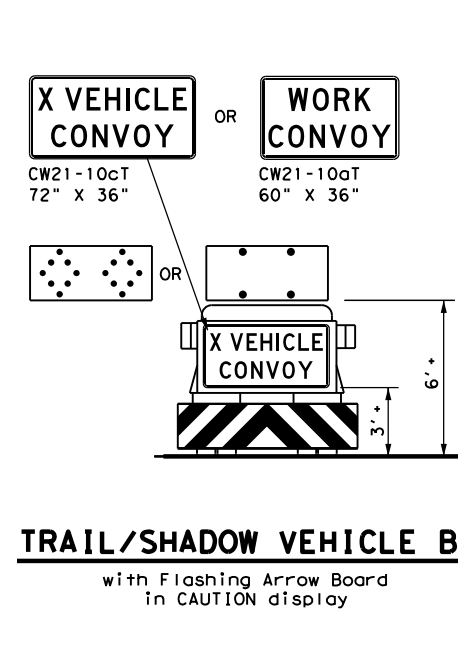 X VEHICLE
CONVOY
OR
WORK
CONVOY
CW21-10cT
72" X 36"
CW21-10aT
60" X 36"
OR
X VEHICLE
CONVOY
6'+
3'+
TRAIL/SHADOW VEHICLE B
with Flashing Arrow Board
in CAUTION display